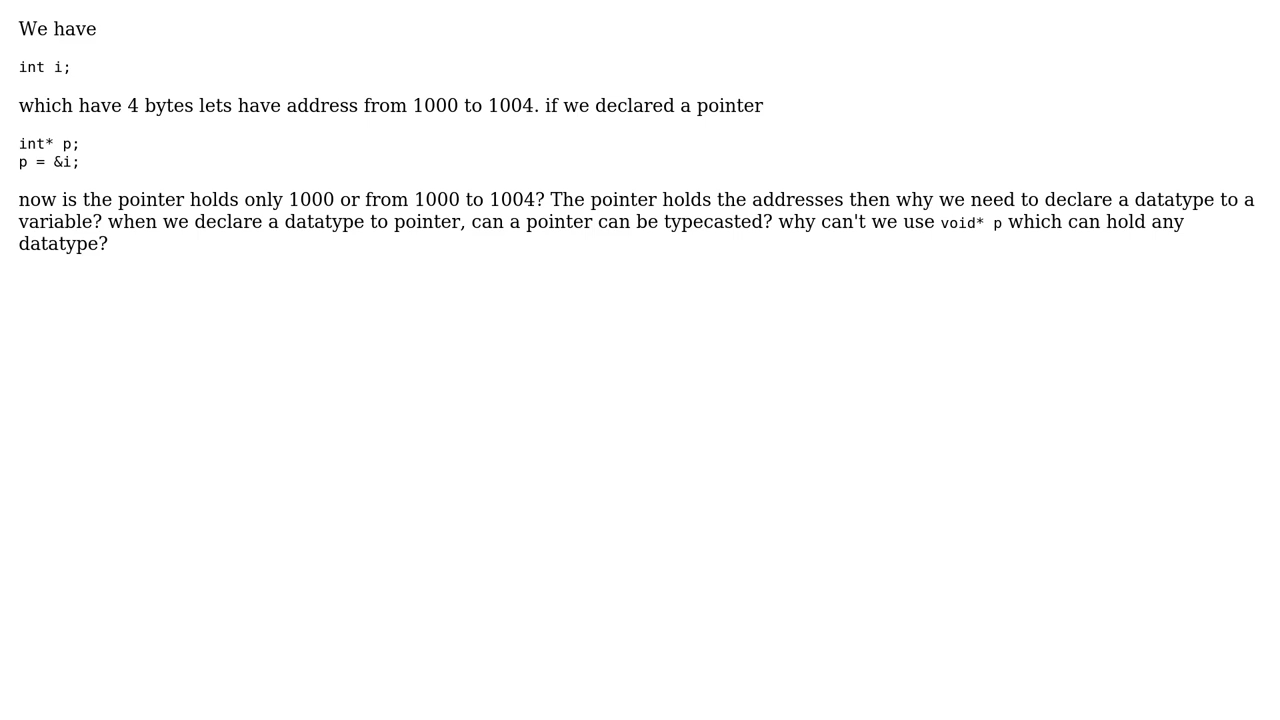 We have
int i;
which have 4 bytes lets have address from 1000 to 1004. if we declared a pointer
int* p;
p = &i;
now is the pointer holds only 1000 or from 1000 to 1004? The pointer holds the addresses then why we need to declare a datatype to a
variable? when we declare a datatype to pointer, can a pointer can be typecasted? why can't we use void* p which can hold any
datatype?